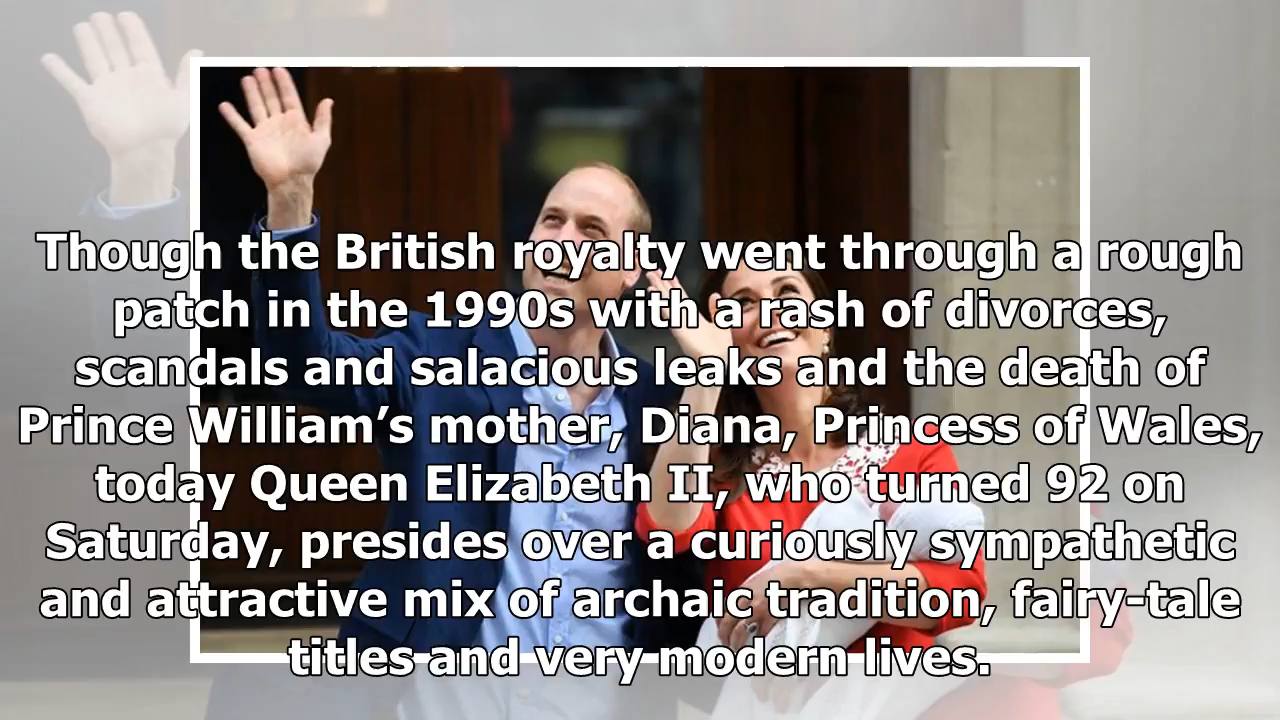 Though the British royalty went through a rough
patch in the 1990s with a rash of divorces,
scandals and salacious leaks and the death of
Prince William’s mother, Diana, Princess of Wales,
today Queen Elizabeth II, who turned 92 on
Saturday, presides over a curiously sympathetic
and attractive mix of archaic tradition, fairy-tale
titles and very modern lives.